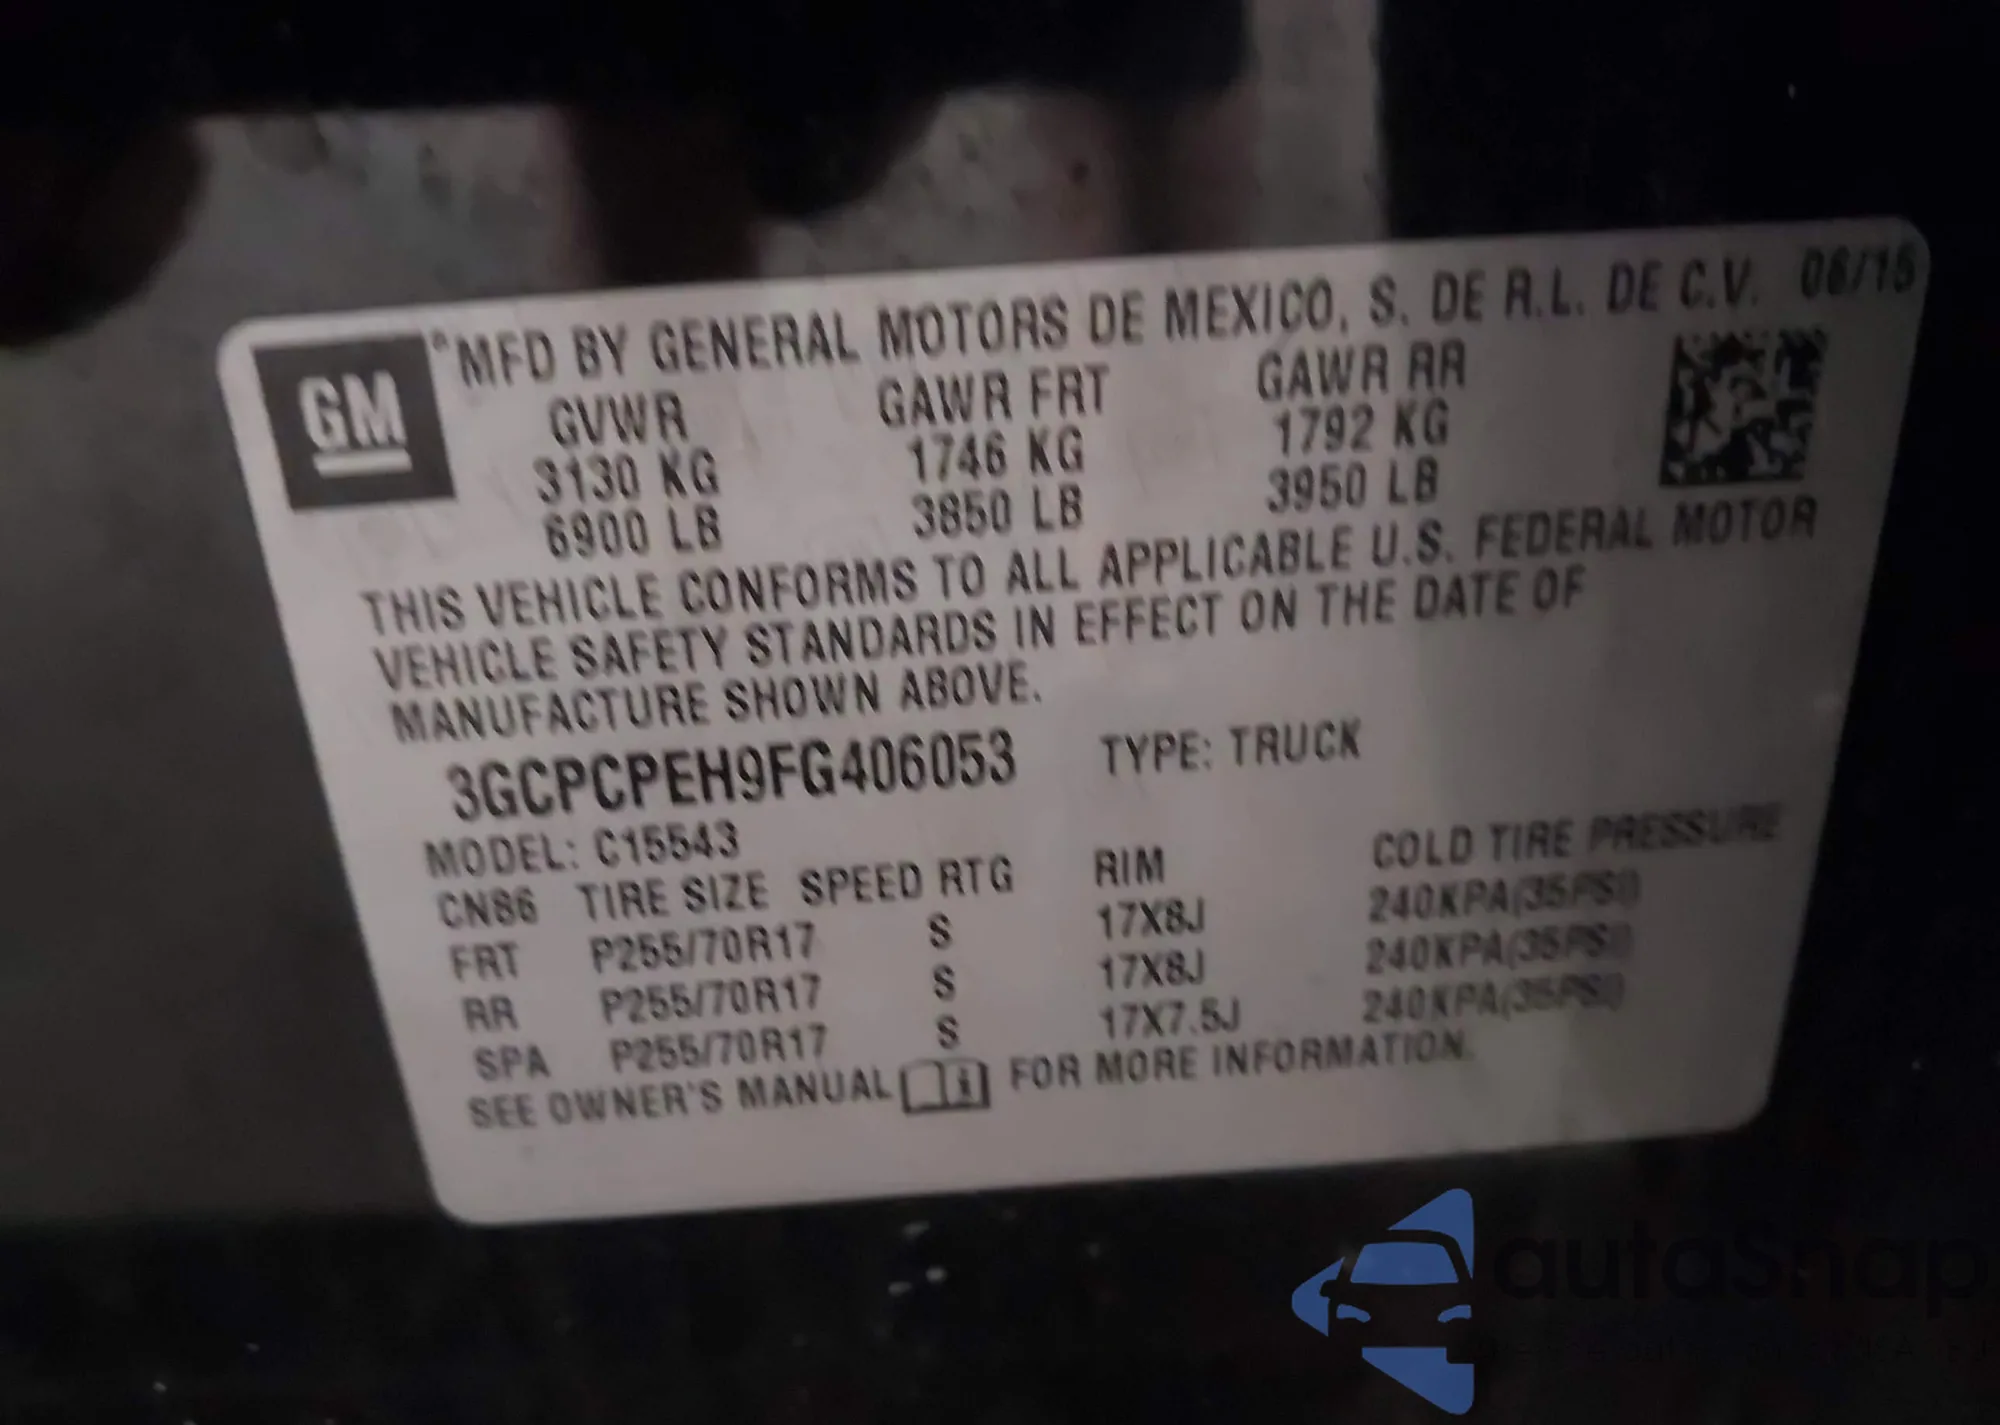 GM
®MFD BY GENERAL MOTORS DE MEXICO, S. DE R.L. DE C.V. 06/15
GVWR GAWR FRT GAWR RR
3130 KG 1746 KG 1792 KG
6900 LB 3850 LB 3950 LB
THIS VEHICLE CONFORMS TO ALL APPLICABLE U.S. FEDERAL MOTOR
VEHICLE SAFETY STANDARDS IN EFFECT ON THE DATE OF
MANUFACTURE SHOWN ABOVE.
3GCPCPEH9FG406053 TYPE: TRUCK
MODEL: C15543
CN86 TIRE SIZE SPEED RTG RIM COLD TIRE PRESSURE
FRT P255/70R17 S 17X8J 240KPA(35PSI)
RR P255/70R17 S 17X8J 240KPA(35PSI)
SPA P255/70R17 S 17X7.5J 240KPA(35PSI)
SEE OWNER'S MANUAL FOR MORE INFORMATION.
autoSnap